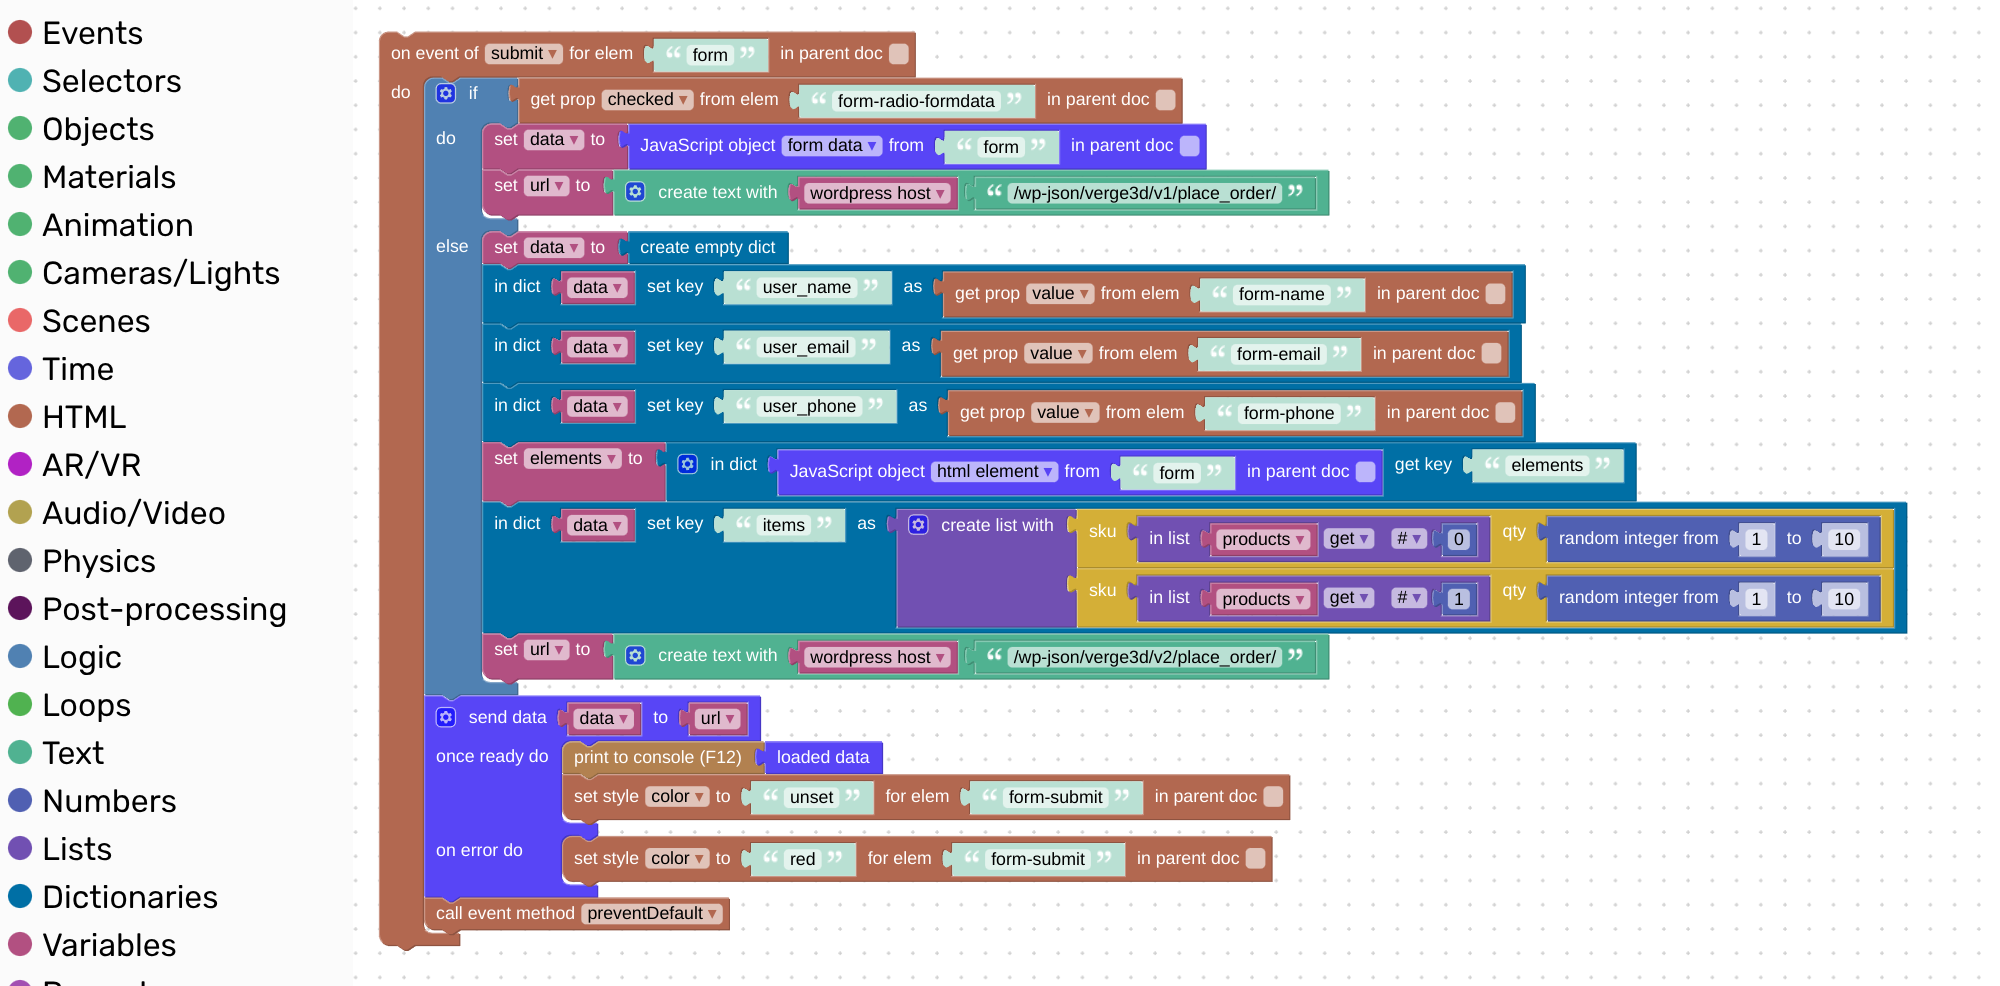 Events
Selectors
Objects
Materials
Animation
Cameras/Lights
Scenes
Time
HTML
AR/VR
Audio/Video
Physics
Post-processing
Logic
Loops
Text
Numbers
Lists
Dictionaries
Variables
on event of submit ▾ for elem “ form ” in parent doc
do if get prop checked ▾ from elem “ form-radio-formdata ” in parent doc
do set data ▾ to JavaScript object form data ▾ from “ form ” in parent doc
set url ▾ to create text with wordpress host ▾ “ /wp-json/verge3d/v1/place_order/ ”
else set data ▾ to create empty dict
in dict data ▾ set key “ user_name ” as get prop value ▾ from elem “ form-name ” in parent doc
in dict data ▾ set key “ user_email ” as get prop value ▾ from elem “ form-email ” in parent doc
in dict data ▾ set key “ user_phone ” as get prop value ▾ from elem “ form-phone ” in parent doc
set elements ▾ to in dict JavaScript object html element ▾ from “ form ” in parent doc get key “ elements ”
in dict data ▾ set key “ items ” as create list with sku in list products ▾ get ▾ # ▾ 0 qty random integer from 1 to 10
sku in list products ▾ get ▾ # ▾ 1 qty random integer from 1 to 10
set url ▾ to create text with wordpress host ▾ “ /wp-json/verge3d/v2/place_order/ ”
send data data ▾ to url ▾
once ready do print to console (F12) loaded data
set style color ▾ to “ unset ” for elem “ form-submit ” in parent doc
on error do set style color ▾ to “ red ” for elem “ form-submit ” in parent doc
call event method preventDefault ▾